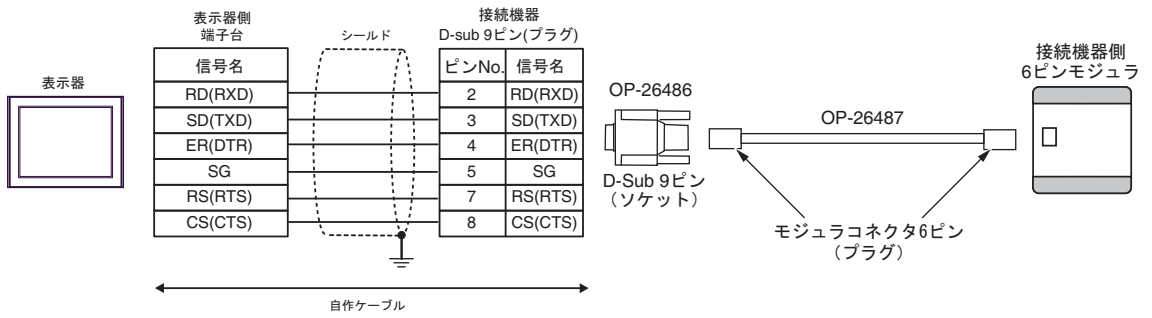 表示器
表示器側
端子台
シールド
接続機器
D-sub 9ピン(プラグ)
信号名 ピンNo. 信号名
RD(RXD) 2 RD(RXD)
SD(TXD) 3 SD(TXD)
ER(DTR) 4 ER(DTR)
SG 5 SG
RS(RTS) 7 RS(RTS)
CS(CTS) 8 CS(CTS)
自作ケーブル
OP-26486
D-Sub 9ピン
(ソケット)
OP-26487
モジュラコネクタ6ピン
(プラグ)
接続機器側
6ピンモジュラ